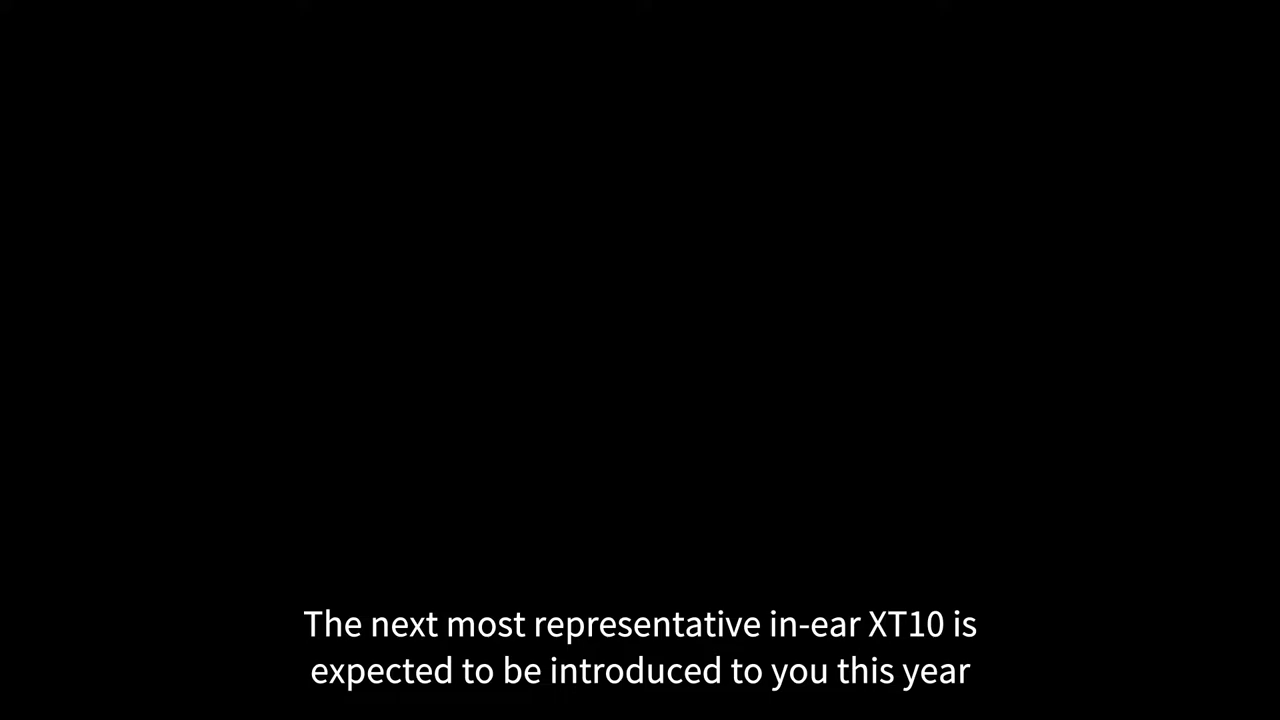 The next most representative in-ear XT10 is
expected to be introduced to you this year